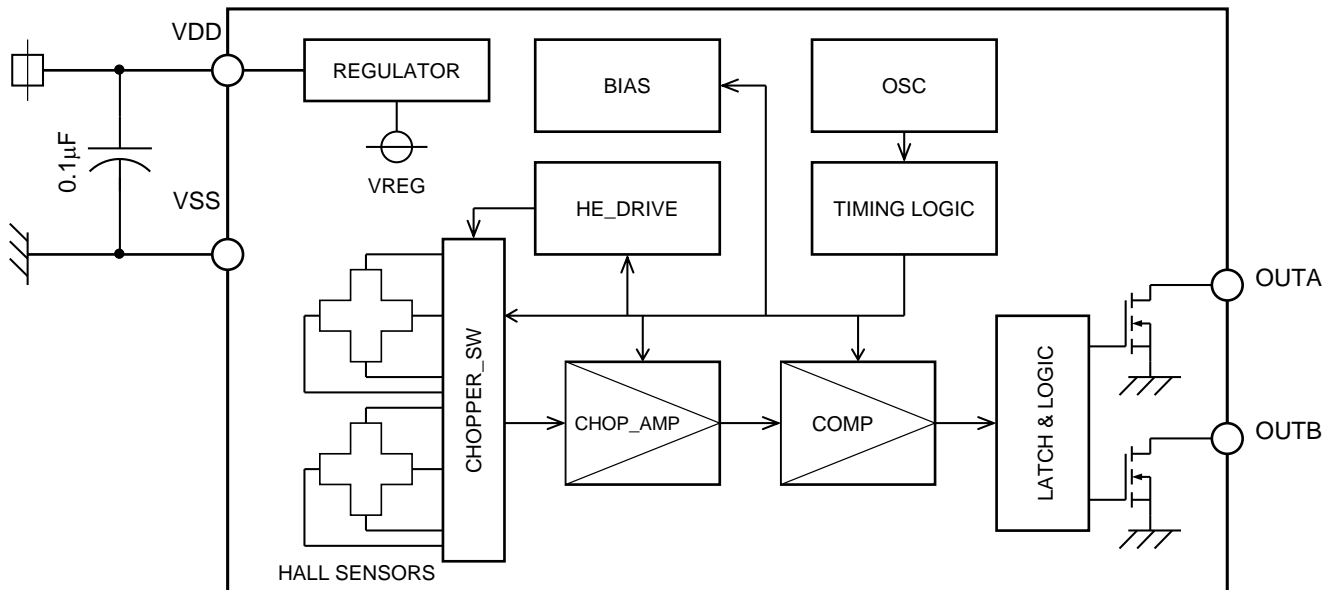 VDD
REGULATOR
BIAS
OSC
0.1μF
VREG
VSS
HE_DRIVE
TIMING LOGIC
OUTA
CHOPPER_SW
CHOP_AMP
COMP
LATCH & LOGIC
OUTB
HALL SENSORS